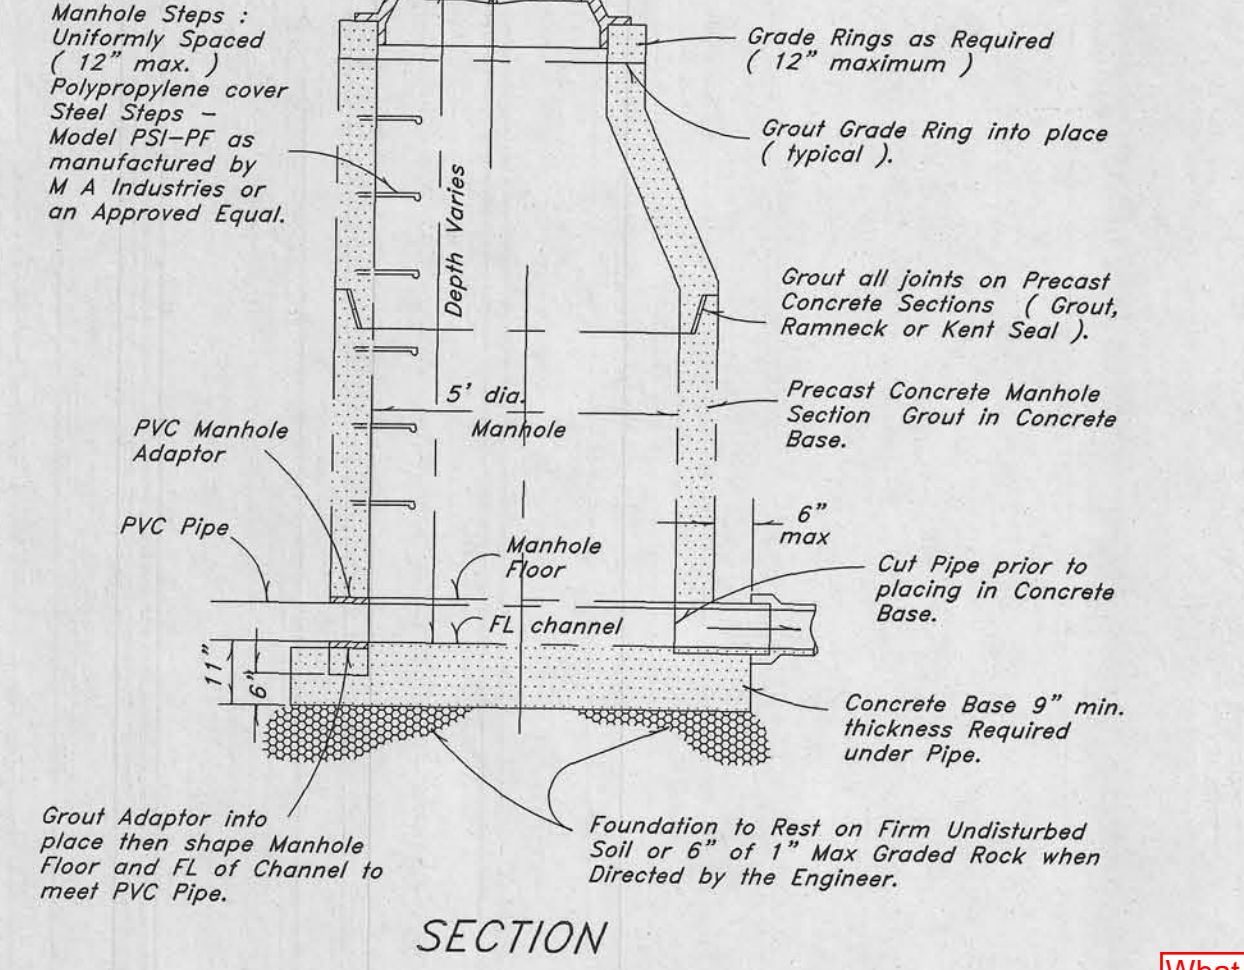 Manhole Steps :
Uniformly Spaced
( 12" max. )
Polypropylene cover
Steel Steps –
Model PSI-PF as
manufactured by
M A Industries or
an Approved Equal.
Grade Rings as Required
( 12" maximum )
Grout Grade Ring into place
( typical ).
Depth Varies
Grout all joints on Precast
Concrete Sections ( Grout,
Ramneck or Kent Seal ).
5' dia.
Manhole
Precast Concrete Manhole
Section Grout in Concrete
Base.
PVC Manhole
Adaptor
PVC Pipe
6"
max
Manhole
Floor
Cut Pipe prior to
placing in Concrete
Base.
FL channel
11"
6"
Concrete Base 9" min.
thickness Required
under Pipe.
Grout Adaptor into
place then shape Manhole
Floor and FL of Channel to
meet PVC Pipe.
Foundation to Rest on Firm Undisturbed
Soil or 6" of 1" Max Graded Rock when
Directed by the Engineer.
SECTION
What